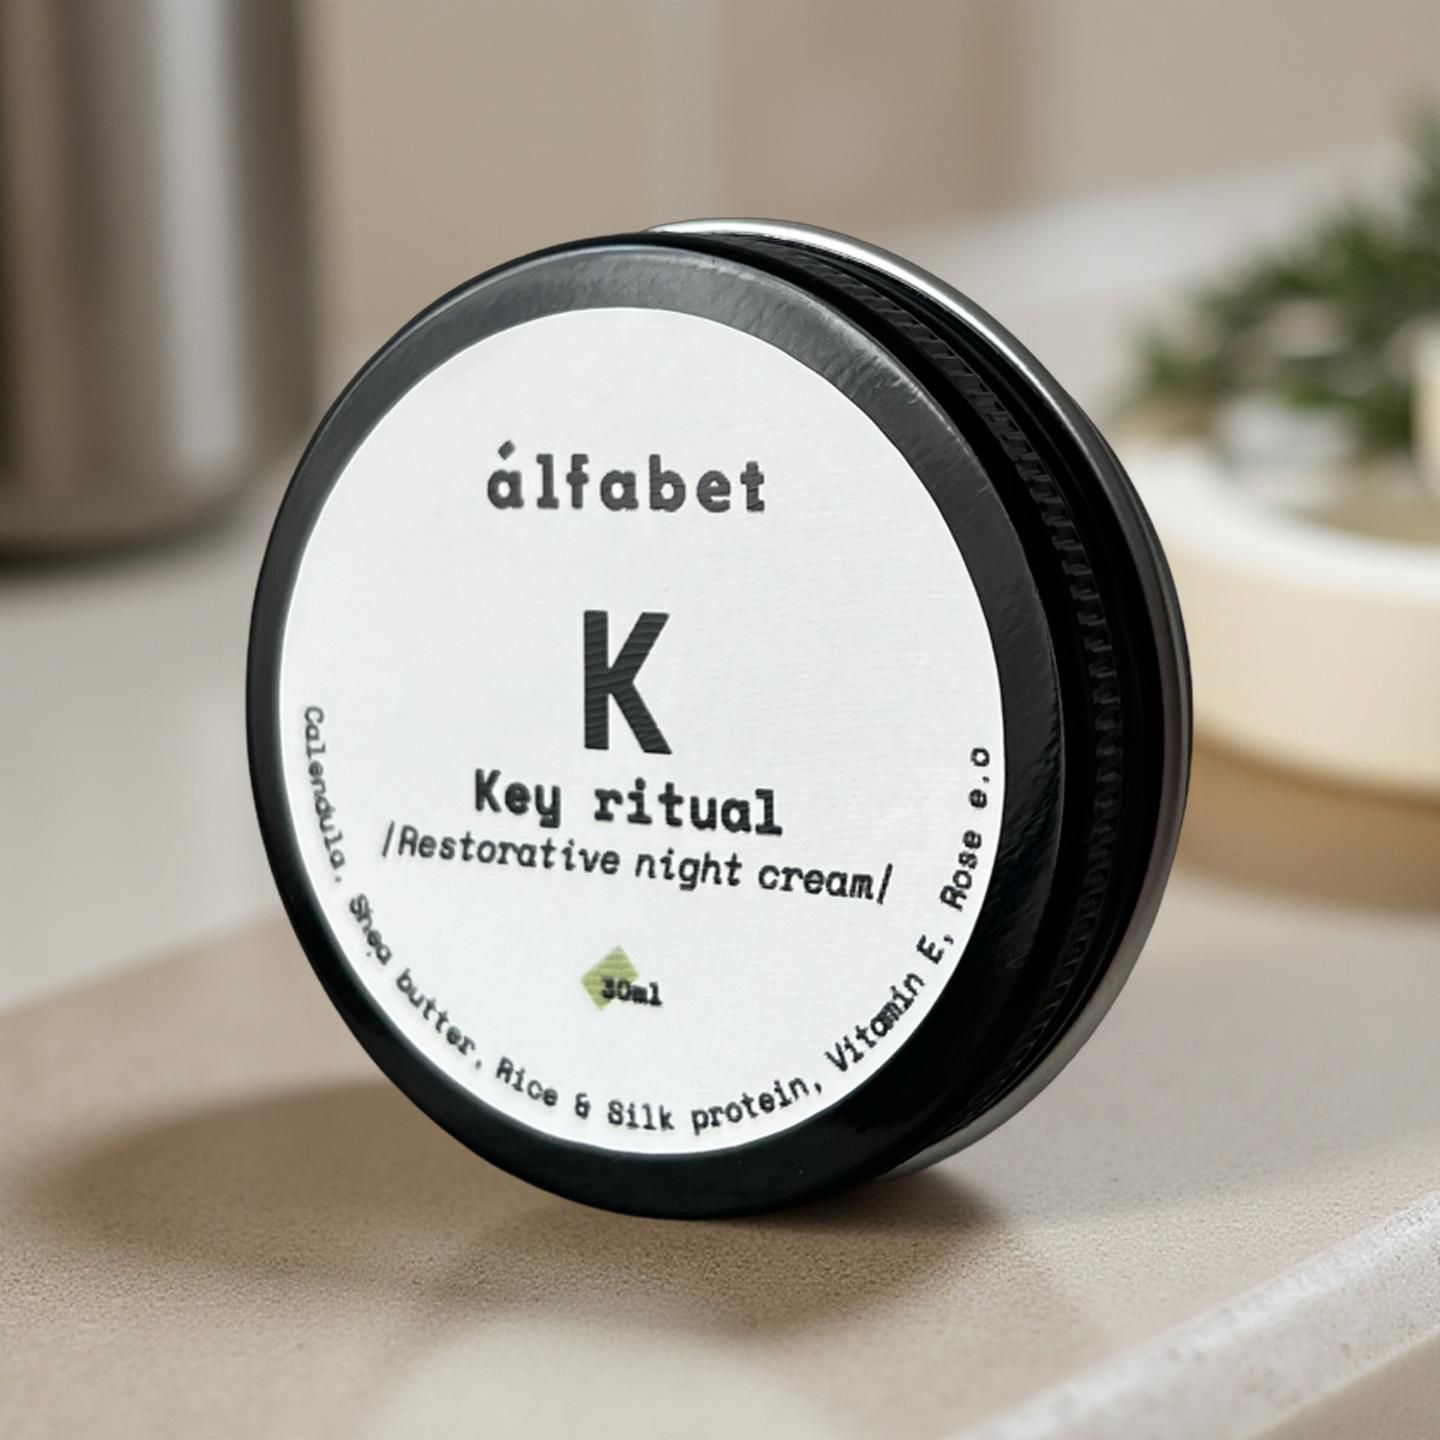 álfabet
K
Key ritual
/Restorative night cream/
30ml
Calendula, Shea butter, Rice & Silk protein, Vitamin E, Rose e.o